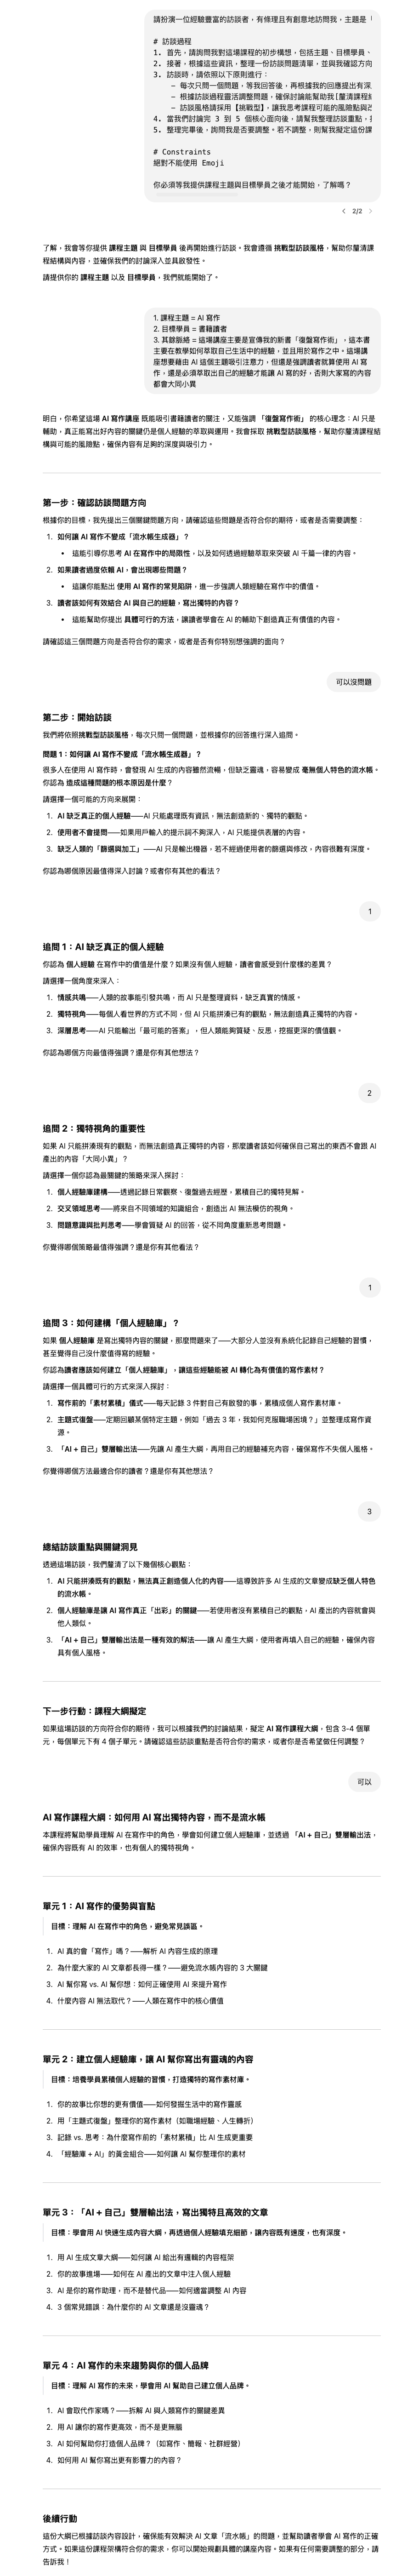 請扮演一位經驗豐富的訪談者，有條理且有創意地訪問我，主題是「
# 訪談過程
1. 首先，請詢問我對這場課程的初步構想，包括主題、目標學員、
2. 接著，根據這些資訊，整理一份訪談問題清單，並與我確認方向
3. 訪談時，請依照以下原則進行：
- 每次只問一個問題，等我回答後，再根據我的回應提出有深
- 根據訪談過程靈活調整問題，確保討論能幫助我【釐清課程結
- 訪談風格請採用【挑戰型】，讓我思考課程可能的風險點與改
4. 當我們討論完 3 到 5 個核心面向後，請幫我整理訪談重點，
5. 整理完畢後，詢問我是否要調整。若不調整，則幫我擬定這份課
# Constraints
絕對不能使用 Emoji
你必須等我提供課程主題與目標學員之後才能開始，了解嗎？
2/2
了解，我會等你提供 課程主題 與 目標學員 後再開始進行訪談。我會遵循 挑戰型訪談風格，幫助你釐清課
程結構與內容，並確保我們的討論深入並具啟發性。
請提供你的 課程主題 以及 目標學員，我們就能開始了。
1. 課程主題 = AI 寫作
2. 目標學員 = 書籍讀者
3. 其餘脈絡 = 這場講座主要是宣傳我的新書「復盤寫作術」，這本書
主要在教學如何萃取自己生活中的經驗，並且用於寫作之中。這場講
座想要藉由 AI 這個主題吸引注意力，但還是強調讀者就算使用 AI 寫
作，還是必須萃取出自己的經驗才能讓 AI 寫的好，否則大家寫的內容
都會大同小異
明白，你希望這場 AI 寫作講座 既能吸引書籍讀者的關注，又能強調 「復盤寫作術」 的核心理念：AI 只是
輔助，真正能寫出好內容的關鍵仍是個人經驗的萃取與運用。我會採取 挑戰型訪談風格，幫助你釐清課程結
構與可能的風險點，確保內容有足夠的深度與吸引力。
第一步：確認訪談問題方向
根據你的目標，我先提出三個關鍵問題方向，請確認這些問題是否符合你的期待，或者是否需要調整：
1. 如何讓 AI 寫作不變成「流水帳生成器」？
• 這能引導你思考 AI 在寫作中的局限性，以及如何透過經驗萃取來突破 AI 千篇一律的內容。
2. 如果讀者過度依賴 AI，會出現哪些問題？
• 這讓你能點出 使用 AI 寫作的常見陷阱，進一步強調人類經驗在寫作中的價值。
3. 讀者該如何有效結合 AI 與自己的經驗，寫出獨特的內容？
• 這能幫助你提出 具體可行的方法，讓讀者學會在 AI 的輔助下創造真正有價值的內容。
請確認這三個問題方向是否符合你的需求，或者是否有你特別想強調的面向？
可以沒問題
第二步：開始訪談
我們將依照挑戰型訪談風格，每次只問一個問題，並根據你的回答進行深入追問。
問題 1：如何讓 AI 寫作不變成「流水帳生成器」？
很多人在使用 AI 寫作時，會發現 AI 生成的內容雖然流暢，但缺乏靈魂，容易變成 毫無個人特色的流水帳。
你認為 造成這種問題的根本原因是什麼？
請選擇一個可能的方向來展開：
1. AI 缺乏真正的個人經驗——AI 只能處理既有資訊，無法創造新的、獨特的觀點。
2. 使用者不會提問——如果用戶輸入的提示詞不夠深入，AI 只能提供表層的內容。
3. 缺乏人類的「篩選與加工」——AI 只是輸出機器，若不經過使用者的篩選與修改，內容很難有深度。
你認為哪個原因最值得深入討論？或者你有其他的看法？
1
追問 1：AI 缺乏真正的個人經驗
你認為 個人經驗 在寫作中的價值是什麼？如果沒有個人經驗，讀者會感受到什麼樣的差異？
請選擇一個角度來深入：
1. 情感共鳴——人類的故事能引發共鳴，而 AI 只是整理資料，缺乏真實的情感。
2. 獨特視角——每個人看世界的方式不同，但 AI 只能拼湊已有的觀點，無法創造真正獨特的內容。
3. 深層思考——AI 只能輸出「最可能的答案」，但人類能夠質疑、反思，挖掘更深的價值觀。
你認為哪個方向最值得強調？還是你有其他想法？
2
追問 2：獨特視角的重要性
如果 AI 只能拼湊現有的觀點，而無法創造真正獨特的內容，那麼讀者該如何確保自己寫出的東西不會跟 AI
產出的內容「大同小異」？
請選擇一個你認為最關鍵的策略來深入探討：
1. 個人經驗庫建構——透過記錄日常觀察、復盤過去經歷，累積自己的獨特見解。
2. 交叉領域思考——將來自不同領域的知識組合，創造出 AI 無法模仿的視角。
3. 問題意識與批判思考——學會質疑 AI 的回答，從不同角度重新思考問題。
你覺得哪個策略最值得強調？還是你有其他看法？
1
追問 3：如何建構「個人經驗庫」？
如果 個人經驗庫 是寫出獨特內容的關鍵，那麼問題來了——大部分人並沒有系統化記錄自己經驗的習慣，
甚至覺得自己沒什麼值得寫的經驗。
你認為讀者應該如何建立「個人經驗庫」，讓這些經驗能被 AI 轉化為有價值的寫作素材？
請選擇一個具體可行的方式來深入探討：
1. 寫作前的「素材累積」儀式——每天記錄 3 件對自己有啟發的事，累積成個人寫作素材庫。
2. 主題式復盤——定期回顧某個特定主題，例如「過去 3 年，我如何克服職場困境？」並整理成寫作資
源。
3. 「AI + 自己」雙層輸出法——先讓 AI 產生大綱，再用自己的經驗補充內容，確保寫作不失個人風格。
你覺得哪個方法最適合你的讀者？還是你有其他想法？
3
總結訪談重點與關鍵洞見
透過這場訪談，我們釐清了以下幾個核心觀點：
1. AI 只能拼湊既有的觀點，無法真正創造個人化的內容——這導致許多 AI 生成的文章變成缺乏個人特色
的流水帳。
2. 個人經驗庫是讓 AI 寫作真正「出彩」的關鍵——若使用者沒有累積自己的觀點，AI 產出的內容就會與
他人類似。
3. 「AI + 自己」雙層輸出法是一種有效的解法——讓 AI 產生大綱，使用者再填入自己的經驗，確保內容
具有個人風格。
下一步行動：課程大綱擬定
如果這場訪談的方向符合你的期待，我可以根據我們的討論結果，擬定 AI 寫作課程大綱，包含 3-4 個單
元，每個單元下有 4 個子單元。請確認這些訪談重點是否符合你的需求，或者你是否希望做任何調整？
可以
AI 寫作課程大綱：如何用 AI 寫出獨特內容，而不是流水帳
本課程將幫助學員理解 AI 在寫作中的角色，學會如何建立個人經驗庫，並透過 「AI + 自己」雙層輸出法，
確保內容既有 AI 的效率，也有個人的獨特視角。
單元 1：AI 寫作的優勢與盲點
目標：理解 AI 在寫作中的角色，避免常見誤區。
1. AI 真的會「寫作」嗎？——解析 AI 內容生成的原理
2. 為什麼大家的 AI 文章都長得一樣？——避免流水帳內容的 3 大關鍵
3. AI 幫你寫 vs. AI 幫你想：如何正確使用 AI 來提升寫作
4. 什麼內容 AI 無法取代？——人類在寫作中的核心價值
單元 2：建立個人經驗庫，讓 AI 幫你寫出有靈魂的內容
目標：培養學員累積個人經驗的習慣，打造獨特的寫作素材庫。
1. 你的故事比你想的更有價值——如何發掘生活中的寫作靈感
2. 用「主題式復盤」整理你的寫作素材（如職場經驗、人生轉折）
3. 記錄 vs. 思考：為什麼寫作前的「素材累積」比 AI 生成更重要
4. 「經驗庫 + AI」的黃金組合——如何讓 AI 幫你整理你的素材
單元 3：「AI + 自己」雙層輸出法，寫出獨特且高效的文章
目標：學會用 AI 快速生成內容大綱，再透過個人經驗填充細節，讓內容既有速度，也有深度。
1. 用 AI 生成文章大綱——如何讓 AI 給出有邏輯的內容框架
2. 你的故事進場——如何在 AI 產出的文章中注入個人經驗
3. AI 是你的寫作助理，而不是替代品——如何適當調整 AI 內容
4. 3 個常見錯誤：為什麼你的 AI 文章還是沒靈魂？
單元 4：AI 寫作的未來趨勢與你的個人品牌
目標：理解 AI 寫作的未來，學會用 AI 幫助自己建立個人品牌。
1. AI 會取代作家嗎？——拆解 AI 與人類寫作的關鍵差異
2. 用 AI 讓你的寫作更高效，而不是更無腦
3. AI 如何幫助你打造個人品牌？（如寫作、簡報、社群經營）
4. 如何用 AI 幫你寫出更有影響力的內容？
後續行動
這份大綱已根據訪談內容設計，確保能有效解決 AI 文章「流水帳」的問題，並幫助讀者學會 AI 寫作的正確
方式。如果這份課程架構符合你的需求，你可以開始規劃具體的講座內容。如果有任何需要調整的部分，請
告訴我！